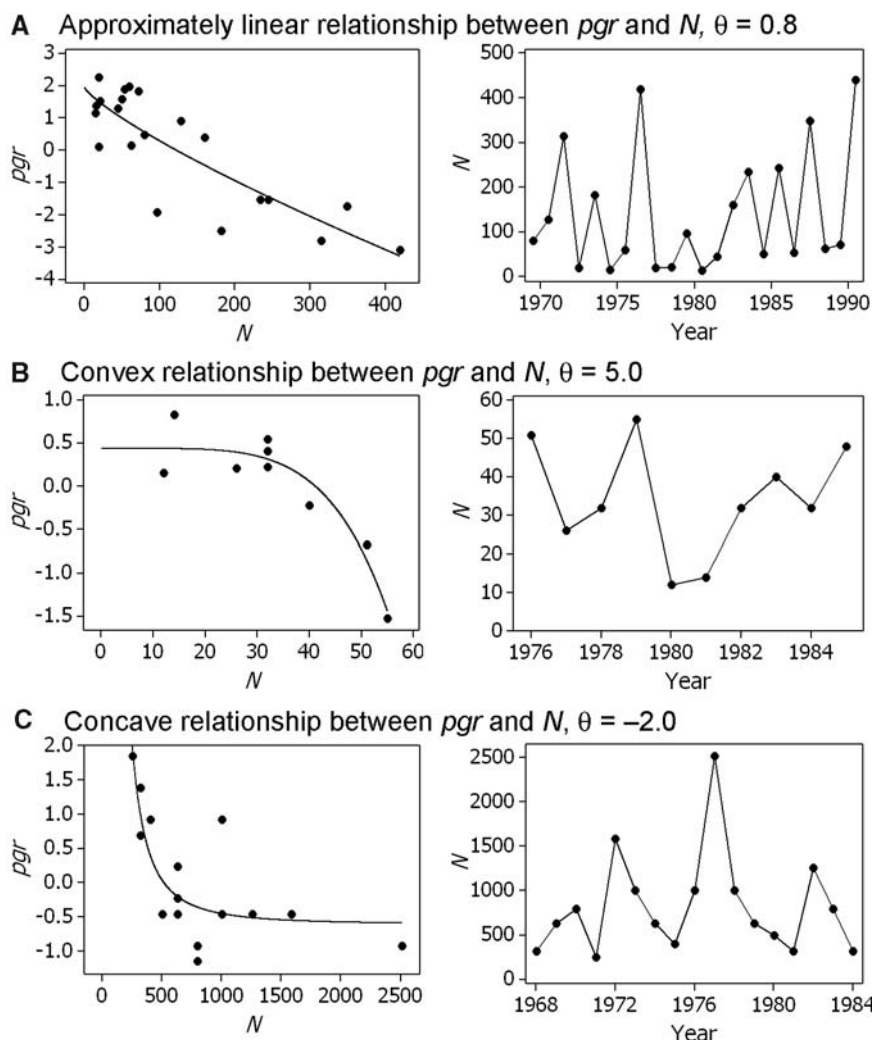 A Approximately linear relationship between pgr and N, θ = 0.8
3
2
1
0
-1
-2
-3
-4
pgr
0 100 200 300 400
N
500
400
300
200
100
0
N
1970 1975 1980 1985 1990
Year
B Convex relationship between pgr and N, θ = 5.0
1.0
0.5
0.0
-0.5
-1.0
-1.5
pgr
0 10 20 30 40 50 60
N
60
50
40
30
20
10
0
N
1976 1978 1980 1982 1984
Year
C Concave relationship between pgr and N, θ = –2.0
2.0
1.5
1.0
0.5
0.0
-0.5
-1.0
pgr
0 500 1000 1500 2000 2500
N
2500
2000
1500
1000
500
0
N
1968 1972 1976 1980 1984
Year